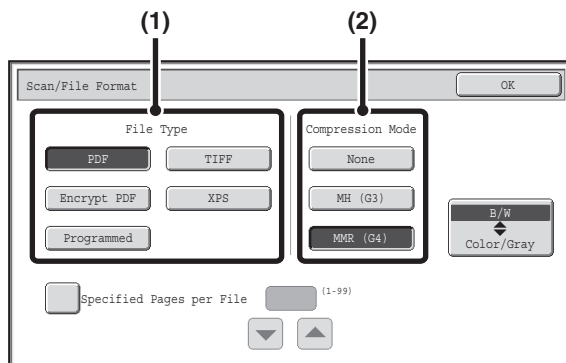 (1) (2)
Scan/File Format OK
File Type Compression Mode
PDF TIFF None
Encrypt PDF XPS MH (G3) B/W
Programmed MMR (G4) Color/Gray
Specified Pages per File (1-99)